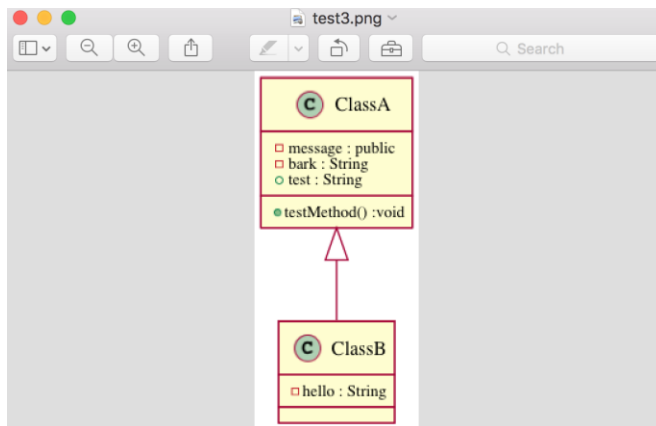 test3.png
Search
C ClassA
message : public
bark : String
test : String
testMethod() :void
C ClassB
hello : String